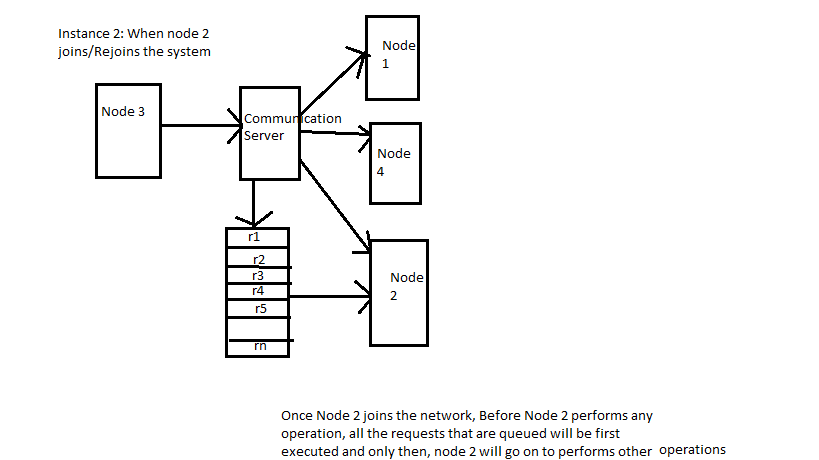 Instance 2: When node 2
joins/Rejoins the system
Node
1
Node 3
Communication
Server
Node
4
r1
r2
r3
r4
r5
rn
Node
2
Once Node 2 joins the network, Before Node 2 performs any
operation, all the requests that are queued will be first
executed and only then, node 2 will go on to performs other operations